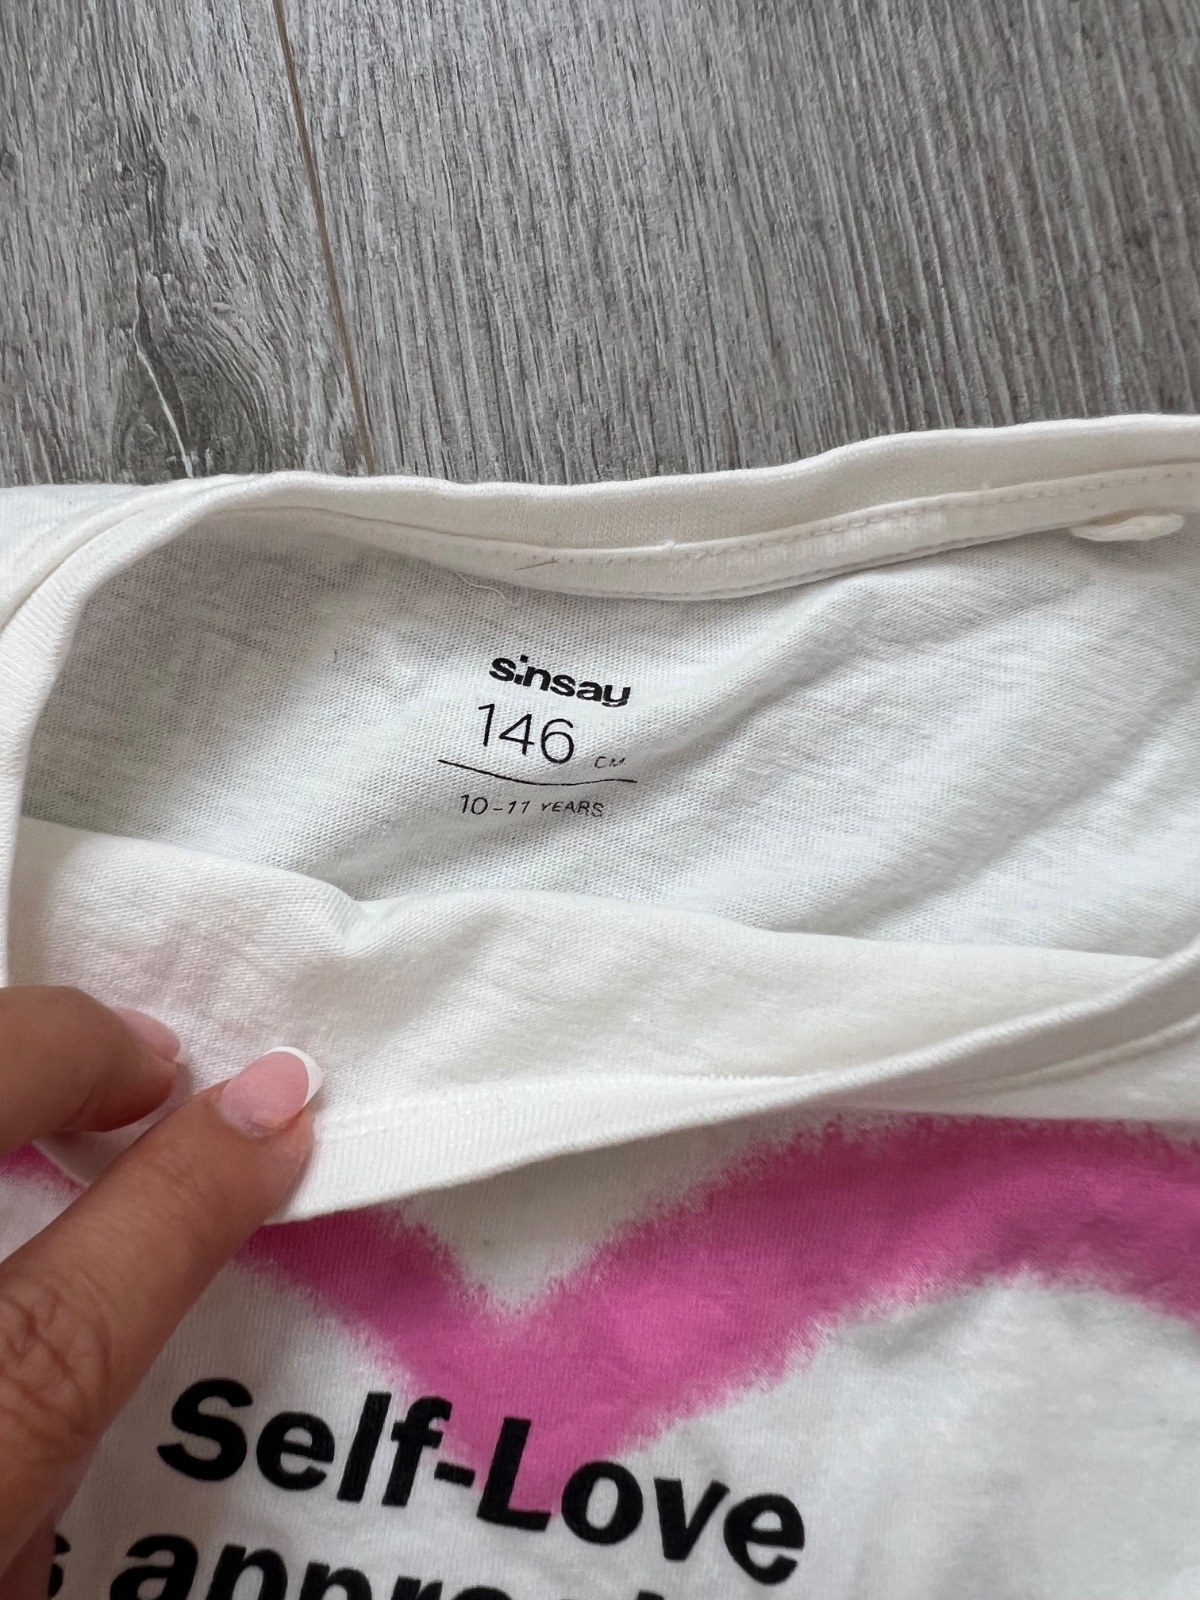 sinsay
146 CM
10-11 YEARS
Self-Love